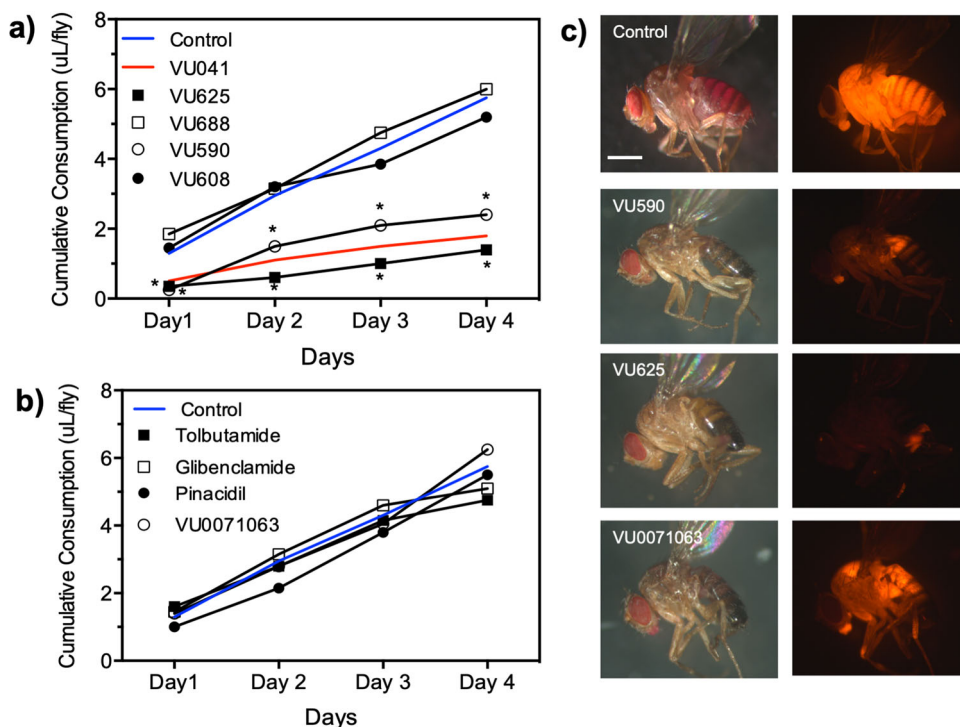 a)
Cumulative Consumption (uL/fly)
8
6
4
2
0
Control
VU041
VU625
VU688
VU590
VU608
*
*
*
*
*
*
*
*
Day1
Day 2
Day 3
Day 4
Days
b)
Cumulative Consumption (uL/fly)
8
6
4
2
0
Control
Tolbutamide
Glibenclamide
Pinacidil
VU0071063
Day1
Day 2
Day 3
Day 4
Days
c)
Control
VU590
VU625
VU0071063